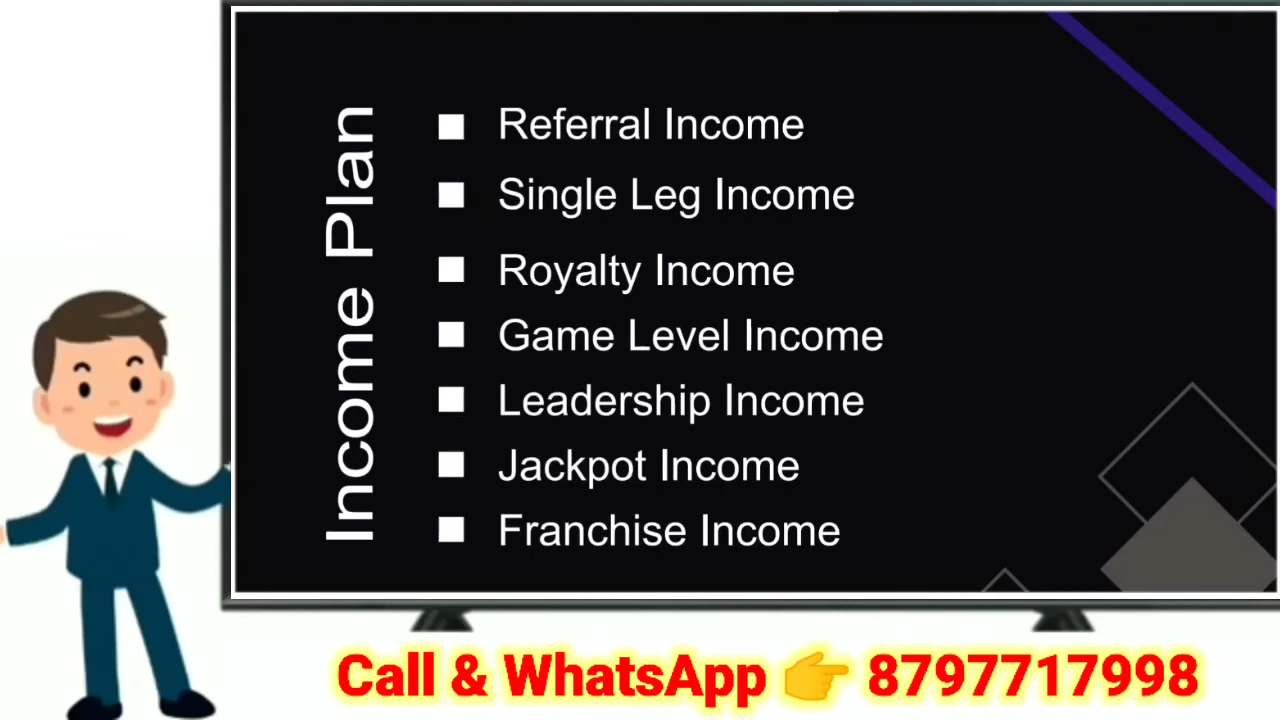 Income Plan
Referral Income
Single Leg Income
Royalty Income
Game Level Income
Leadership Income
Jackpot Income
Franchise Income
Call & WhatsApp 👉 8797717998